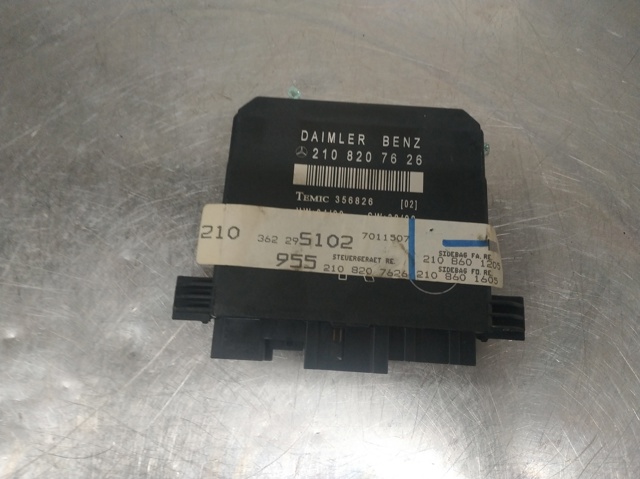 DAIMLER BENZ
210 820 76 26
TEMIC 356826 [02]
210 362 29 S102 7011507
955 STEUERGERAET RE.
210 820 7626
SIDEBAG FA. RE.
210 860 1205
SIDEBAG FD. RE.
210 860 1605